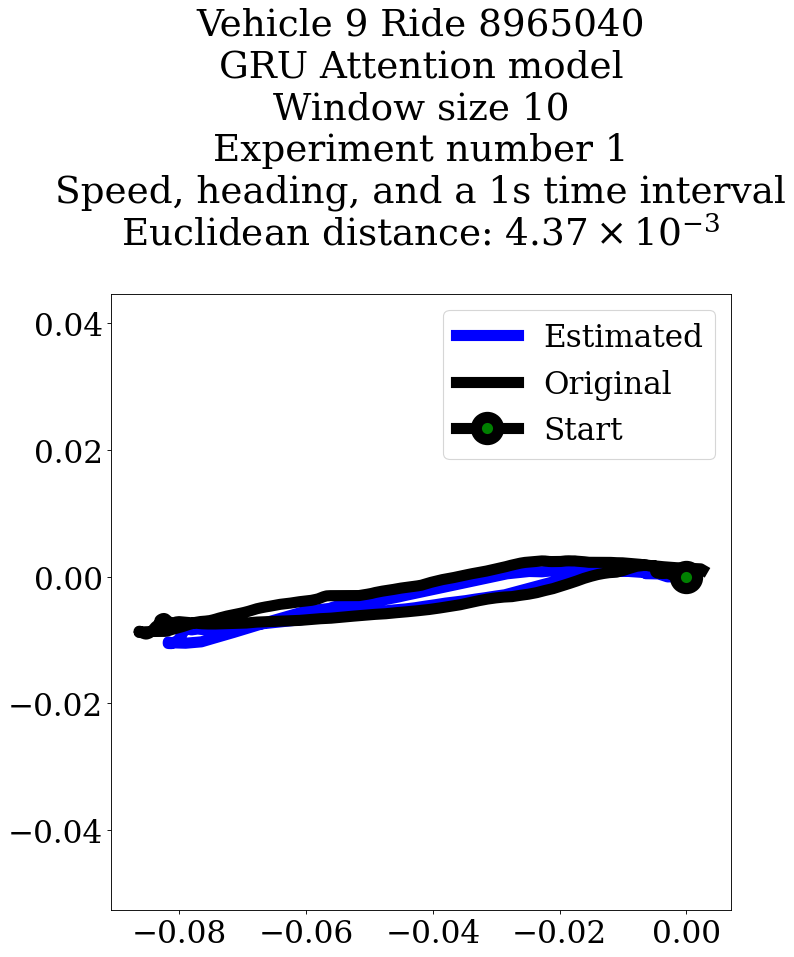 Vehicle 9 Ride 8965040
GRU Attention model
Window size 10
Experiment number 1
Speed, heading, and a 1s time interval
Euclidean distance: 4.37 × 10⁻³
Estimated
Original
Start
0.04
0.02
0.00
−0.02
−0.04
−0.08 −0.06 −0.04 −0.02 0.00